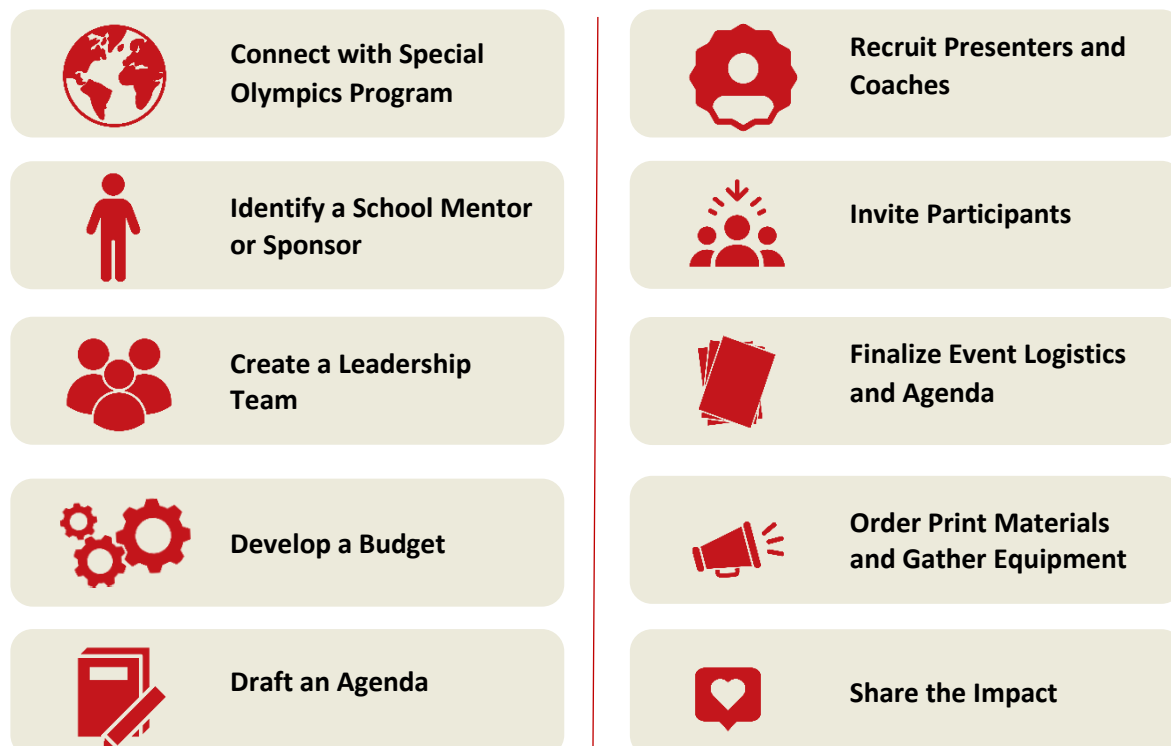 Connect with Special
Olympics Program
Identify a School Mentor
or Sponsor
Create a Leadership
Team
Develop a Budget
Draft an Agenda
Recruit Presenters and
Coaches
Invite Participants
Finalize Event Logistics
and Agenda
Order Print Materials
and Gather Equipment
Share the Impact